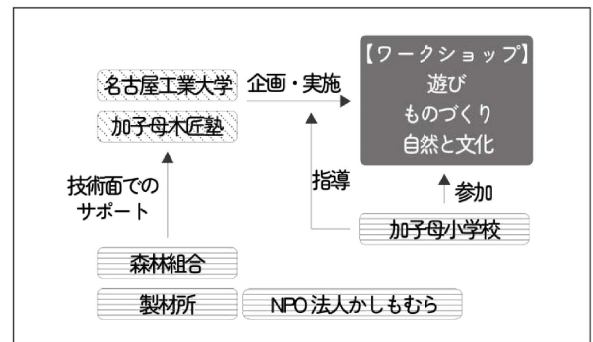 【ワークショップ】
遊び
ものづくり
自然と文化
名古屋工業大学
企画・実施
加子母木匠塾
技術面での
サポート
指導
参加
加子母小学校
森林組合
製材所
NPO法人かしもむら